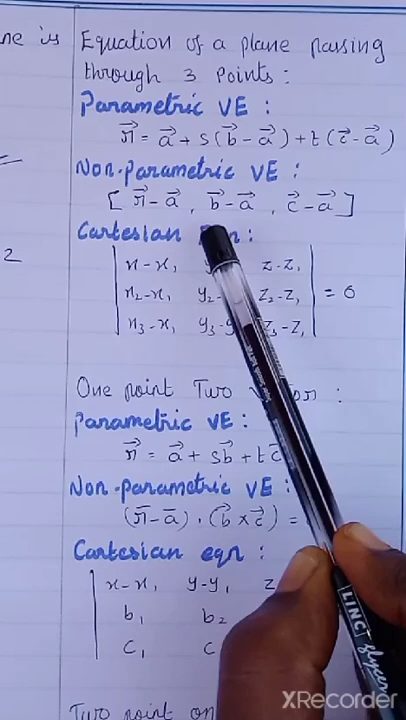 ne is
Equation of a plane passing
through 3 points:
Parametric VE :
r⃗ = a⃗ + s(b⃗ - a⃗) + t(c⃗ - a⃗)
Non-parametric VE :
[ r⃗ - a⃗ , b⃗ - a⃗ , c⃗ - a⃗ ]
2
Cartesian :
x - x₁ z - z₁
x₂ - x₁ y₂ - z₂ - z₁ = 0
x₃ - x₁ y₃ - y z₃ - z₁
One point Two :
Parametric VE :
r⃗ = a⃗ + sb⃗ + tc⃗
Non-parametric VE :
(r̅ - a̅) . (b⃗ × c⃗) =
Cartesian eqn :
x - x₁ y - y₁ z
b₁ b₂
c₁ c
Two point on
LINC glycer
XRecorder